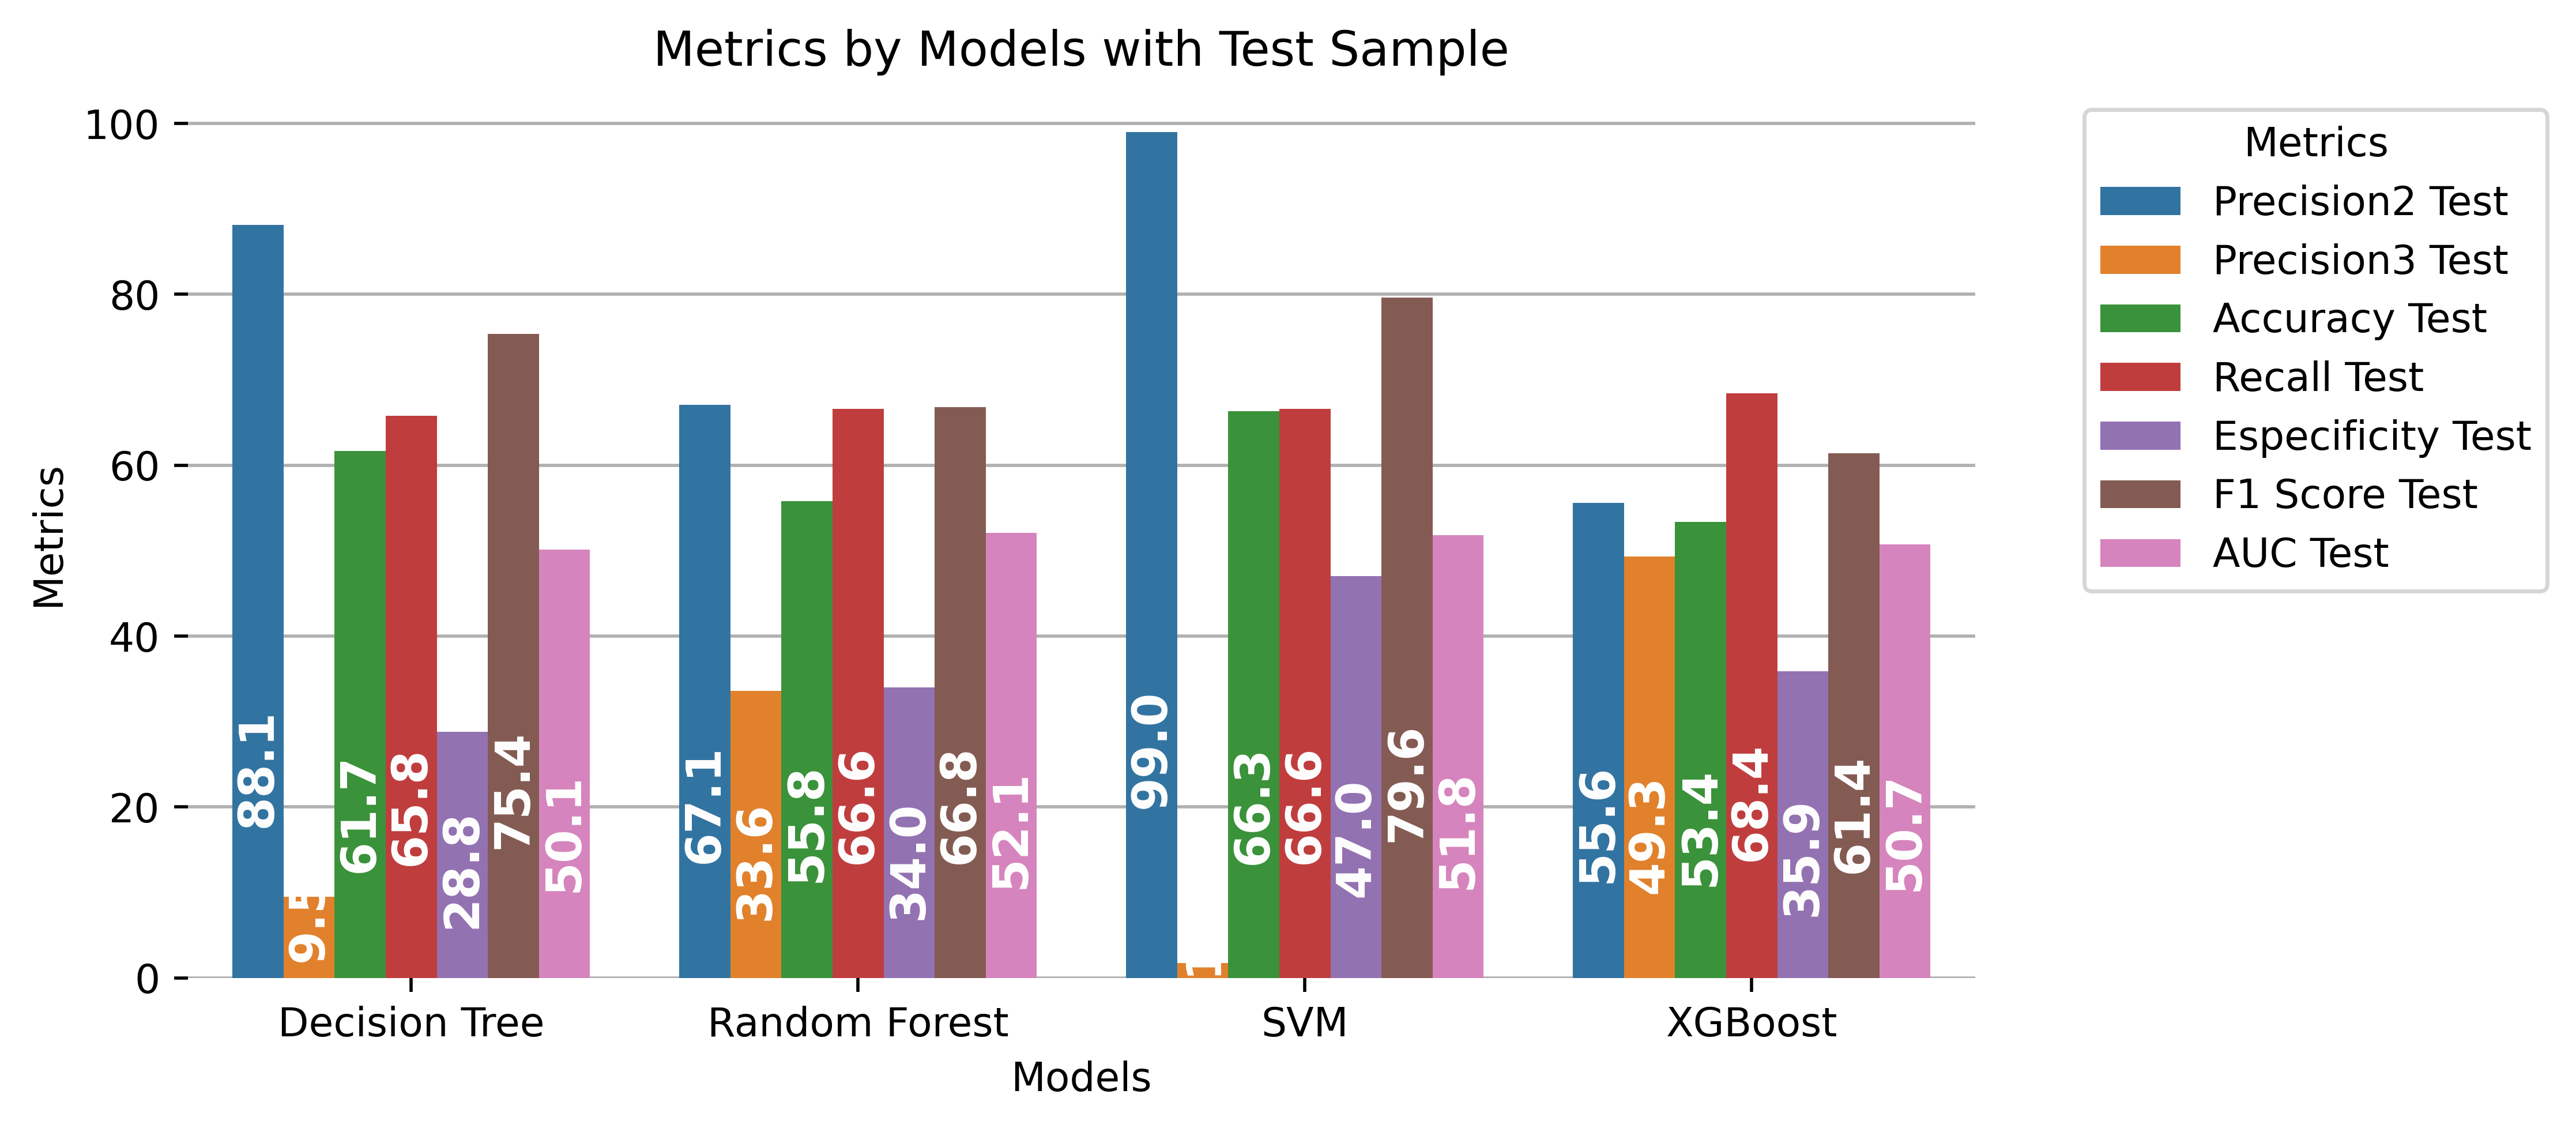 Metrics by Models with Test Sample
Metrics
100
80
60
40
20
0
88.1
9.5
61.7
65.8
28.8
75.4
50.1
67.1
33.6
55.8
66.6
34.0
66.8
52.1
99.0
66.3
66.6
47.0
79.6
51.8
55.6
49.3
53.4
68.4
35.9
61.4
50.7
Decision Tree
Random Forest
SVM
XGBoost
Models
Metrics
Precision2 Test
Precision3 Test
Accuracy Test
Recall Test
Especificity Test
F1 Score Test
AUC Test